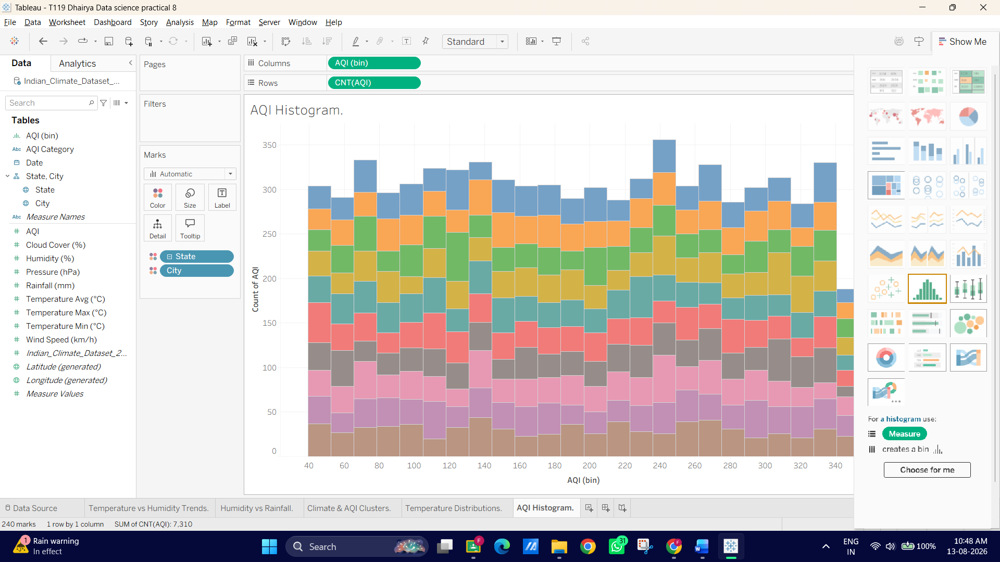 Tableau - T119 Dhairya Data science practical 8
File Data Worksheet Dashboard Story Analysis Map Format Server Window Help
Standard
Show Me
Data Analytics
Indian_Climate_Dataset_...
Search
Tables
AQI (bin)
Abc AQI Category
Date
State, City
State
City
Abc Measure Names
AQI
Cloud Cover (%)
Humidity (%)
Pressure (hPa)
Rainfall (mm)
Temperature Avg (°C)
Temperature Max (°C)
Temperature Min (°C)
Wind Speed (km/h)
Indian_Climate_Dataset_2...
Latitude (generated)
Longitude (generated)
Measure Values
Pages
Filters
Marks
Automatic
Color Size Label
Detail Tooltip
State
City
Columns AQI (bin)
Rows CNT(AQI)
AQI Histogram.
350
300
250
200
150
100
50
0
Count of AQI
40 60 80 100 120 140 160 180 200 220 240 260 280 300 320 340
AQI (bin)
For a histogram use:
Measure
creates a bin
Choose for me
Data Source Temperature vs Humidity Trends. Humidity vs Rainfall. Climate & AQI Clusters. Temperature Distributions. AQI Histogram.
240 marks 1 row by 1 column SUM of CNT(AQI): 7,310
1
Rain warning
In effect
Search
F
31
F
W
ENG
IN
100%
10:48 AM
13-08-2026